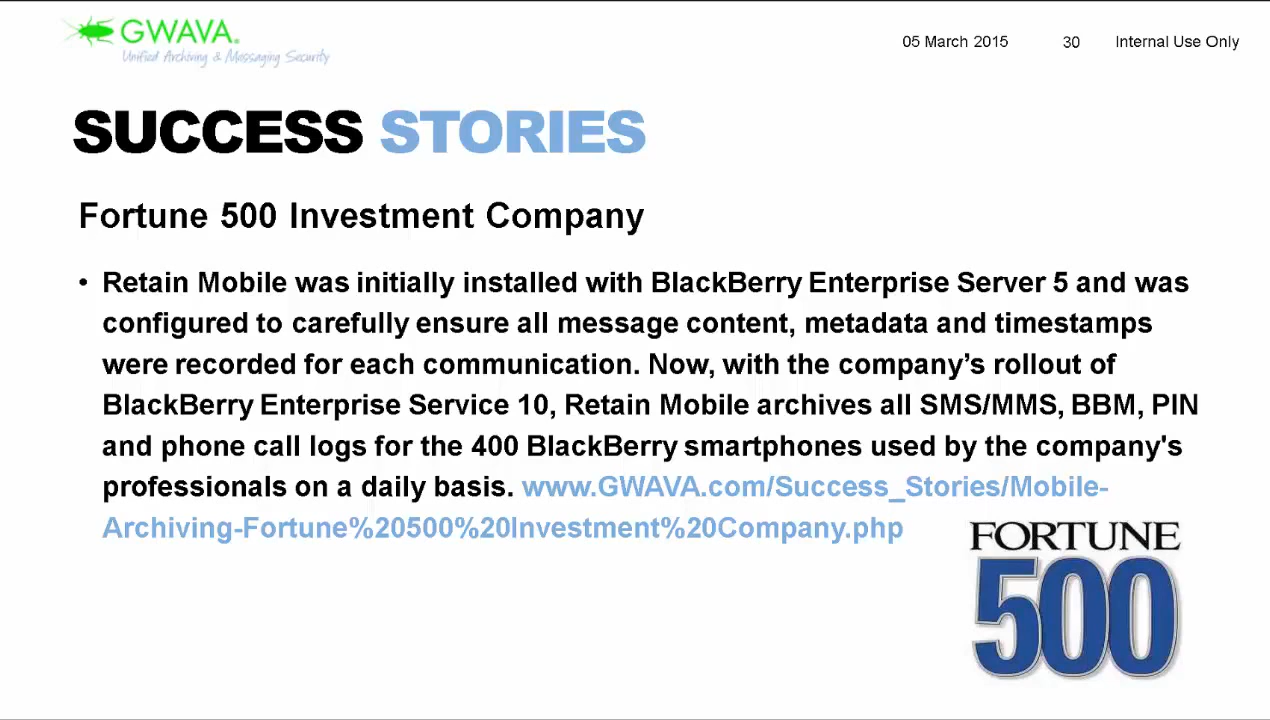 GWAVA®
Unified Archiving & Messaging Security
05 March 2015 30 Internal Use Only
SUCCESS STORIES
Fortune 500 Investment Company
• Retain Mobile was initially installed with BlackBerry Enterprise Server 5 and was
configured to carefully ensure all message content, metadata and timestamps
were recorded for each communication. Now, with the company’s rollout of
BlackBerry Enterprise Service 10, Retain Mobile archives all SMS/MMS, BBM, PIN
and phone call logs for the 400 BlackBerry smartphones used by the company's
professionals on a daily basis. www.GWAVA.com/Success_Stories/Mobile-
Archiving-Fortune%20500%20Investment%20Company.php
FORTUNE
500